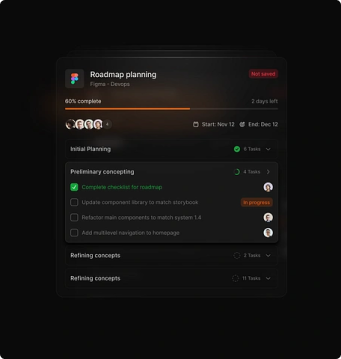 Roadmap planning
Not saved
Figma - Devops
60% complete
2 days left
Start: Nov 12
End: Dec 12
Initial Planning
6 Tasks
Preliminary concepting
4 Tasks
Complete checklist for roadmap
Update component library to match storybook
In progress
Refactor main components to match system 1.4
Add multilevel navigation to homepage
Refining concepts
3 Tasks
Refining concepts
11 Tasks